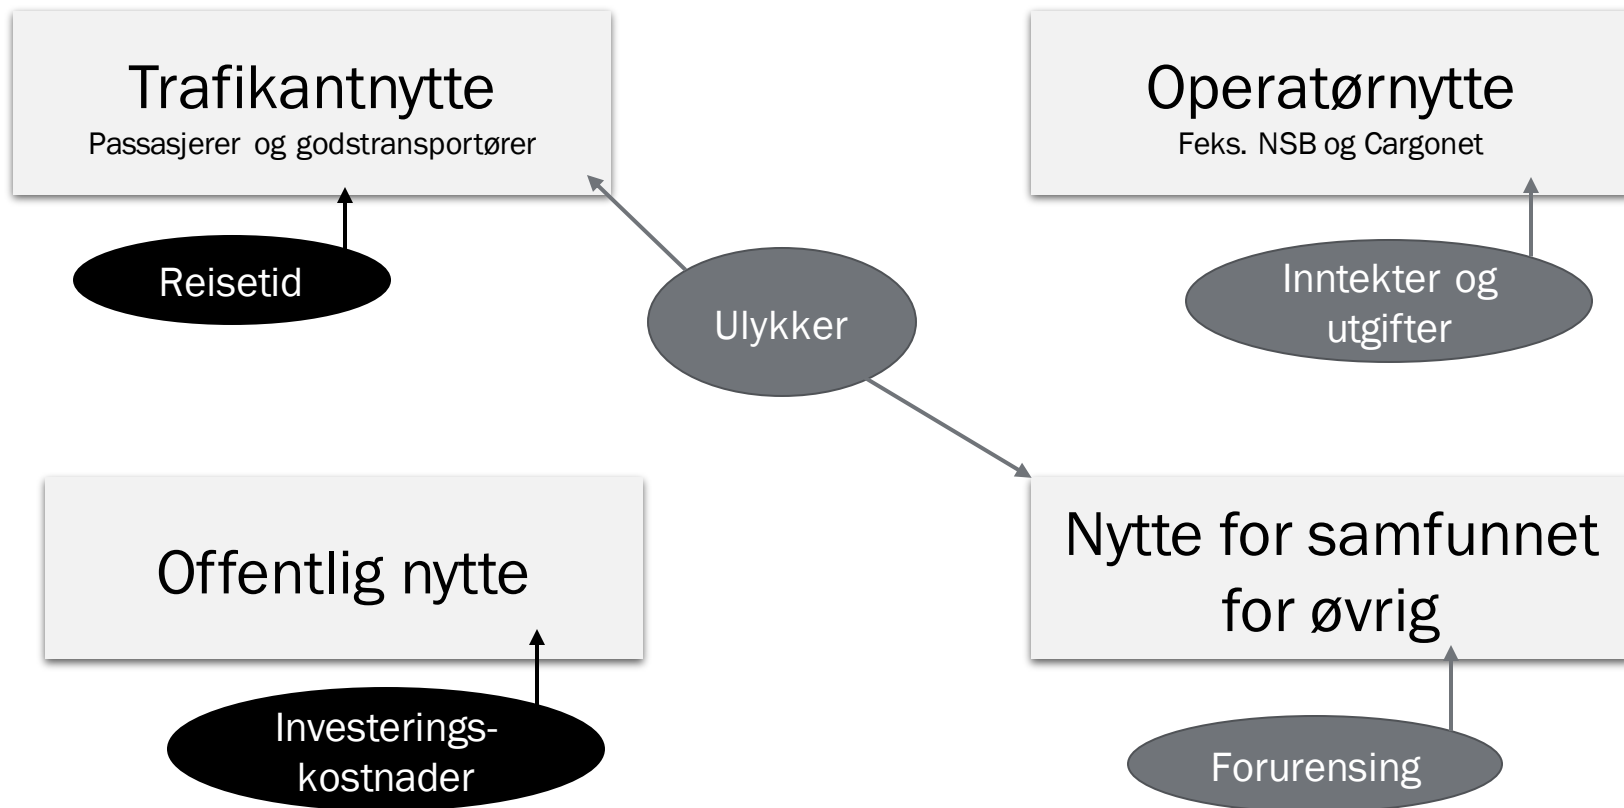 Trafikantnytte
Passasjerer og godstransportører
Operatørnytte
Feks. NSB og Cargonet
Reisetid
Ulykker
Inntekter og
utgifter
Offentlig nytte
Nytte for samfunnet
for øvrig
Investerings-
kostnader
Forurensing